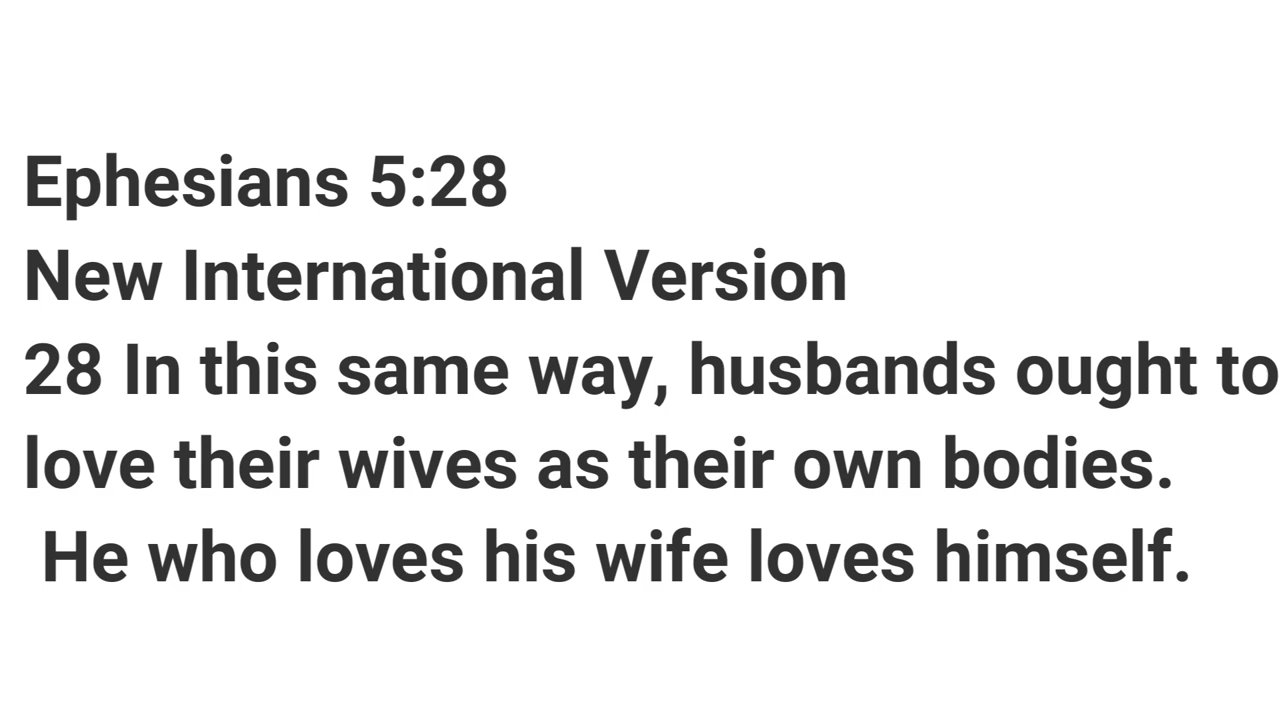 Ephesians 5:28
New International Version
28 In this same way, husbands ought to
love their wives as their own bodies.
He who loves his wife loves himself.